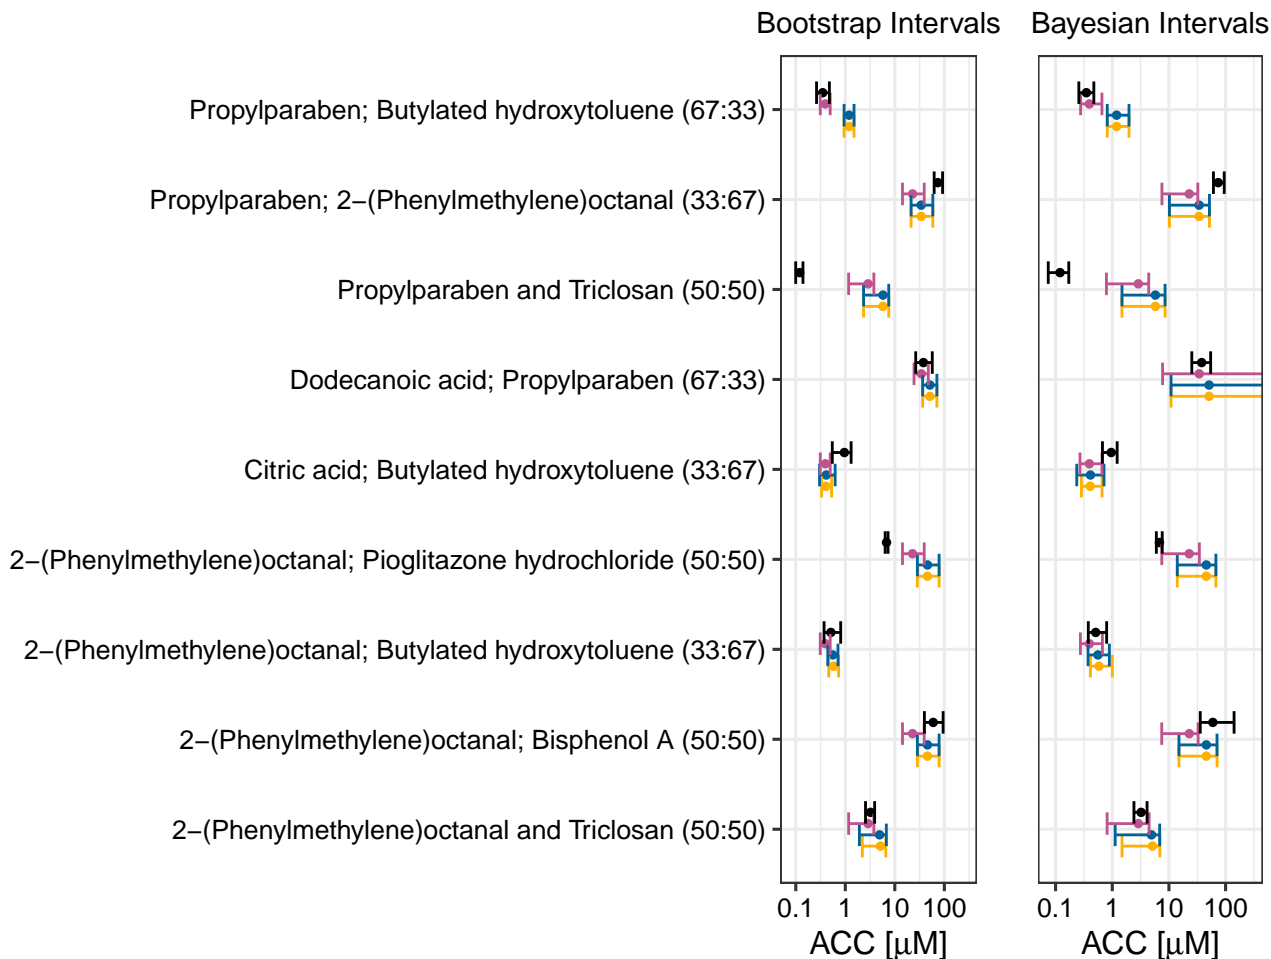 Bootstrap Intervals
Bayesian Intervals
Propylparaben; Butylated hydroxytoluene (67:33)
Propylparaben; 2−(Phenylmethylene)octanal (33:67)
Propylparaben and Triclosan (50:50)
Dodecanoic acid; Propylparaben (67:33)
Citric acid; Butylated hydroxytoluene (33:67)
2−(Phenylmethylene)octanal; Pioglitazone hydrochloride (50:50)
2−(Phenylmethylene)octanal; Butylated hydroxytoluene (33:67)
2−(Phenylmethylene)octanal; Bisphenol A (50:50)
2−(Phenylmethylene)octanal and Triclosan (50:50)
0.1 1 10 100
0.1 1 10 100
ACC [μM]
ACC [μM]